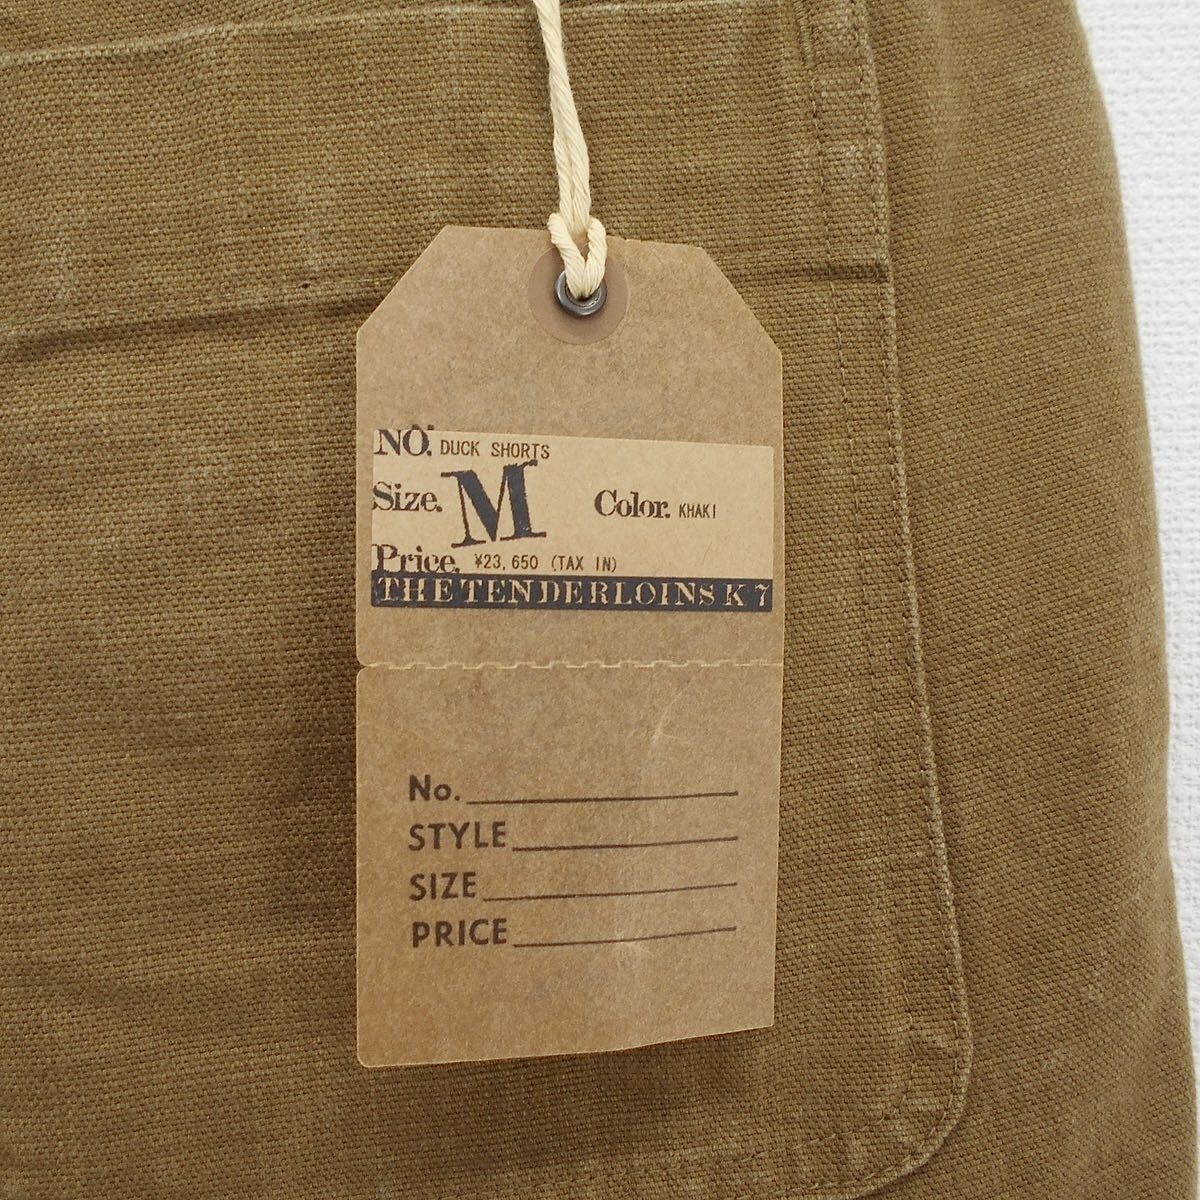 NO. DUCK SHORTS
Size. M Color. KHAKI
Price. ¥23,650 (TAX IN)
THE TENDERLOINS K 7
No.
STYLE
SIZE
PRICE